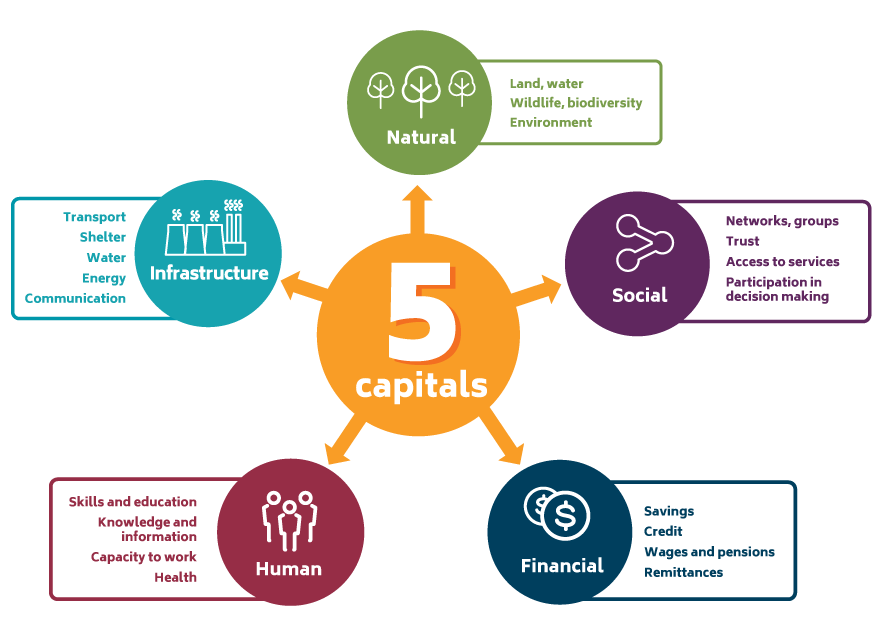 Natural
Land, water
Wildlife, biodiversity
Environment
Transport
Shelter
Water
Energy
Communication
Infrastructure
Social
Networks, groups
Trust
Access to services
Participation in
decision making
5
capitals
Skills and education
Knowledge and
information
Capacity to work
Health
Human
$
$
Financial
Savings
Credit
Wages and pensions
Remittances